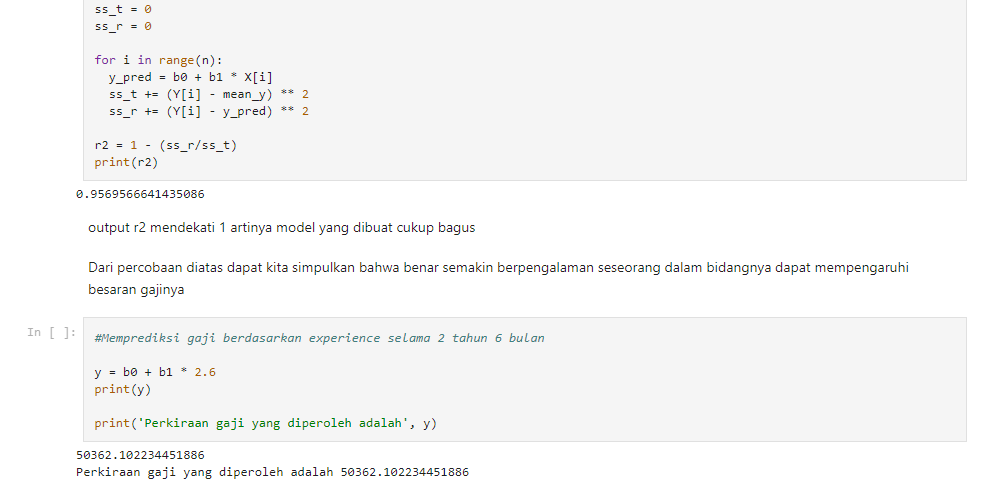 ss_t = 0
ss_r = 0
for i in range(n):
  y_pred = b0 + b1 * X[i]
  ss_t += (Y[i] - mean_y) ** 2
  ss_r += (Y[i] - y_pred) ** 2
r2 = 1 - (ss_r/ss_t)
print(r2)
0.9569566641435086
output r2 mendekati 1 artinya model yang dibuat cukup bagus
Dari percobaan diatas dapat kita simpulkan bahwa benar semakin berpengalaman seseorang dalam bidangnya dapat mempengaruhi
besaran gajinya
In [ ]:
#Memprediksi gaji berdasarkan experience selama 2 tahun 6 bulan
y = b0 + b1 * 2.6
print(y)
print('Perkiraan gaji yang diperoleh adalah', y)
50362.102234451886
Perkiraan gaji yang diperoleh adalah 50362.102234451886